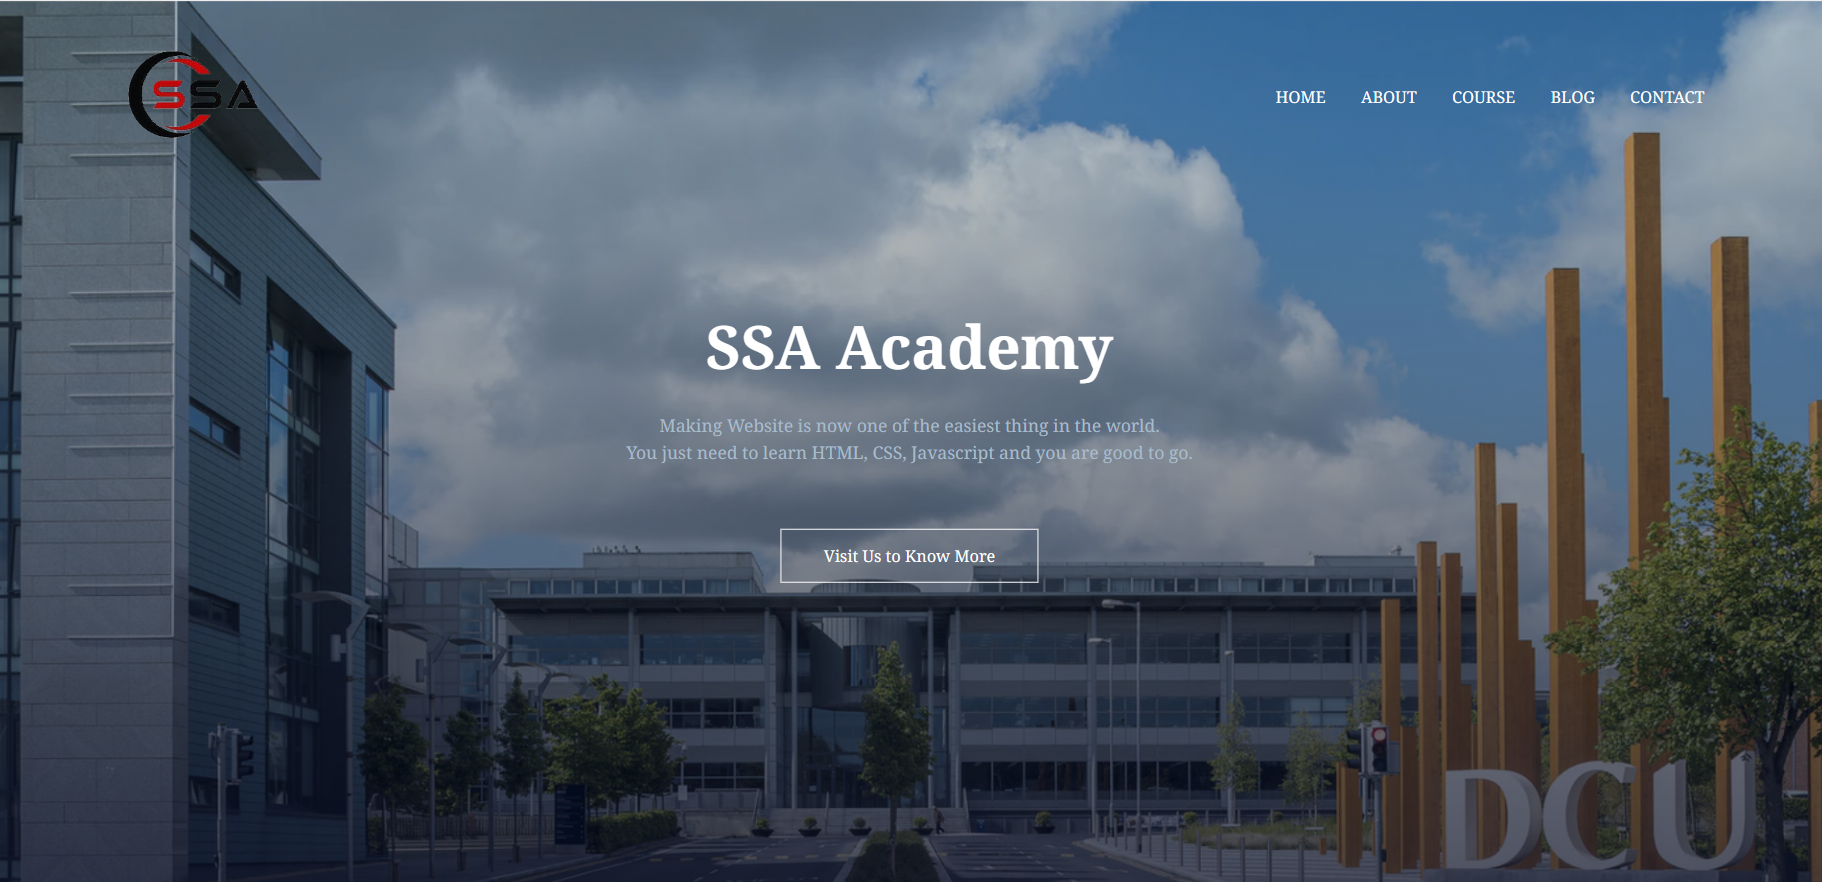 SSA
HOME ABOUT COURSE BLOG CONTACT
SSA Academy
Making Website is now one of the easiest thing in the world.
You just need to learn HTML, CSS, Javascript and you are good to go.
Visit Us to Know More
DCU